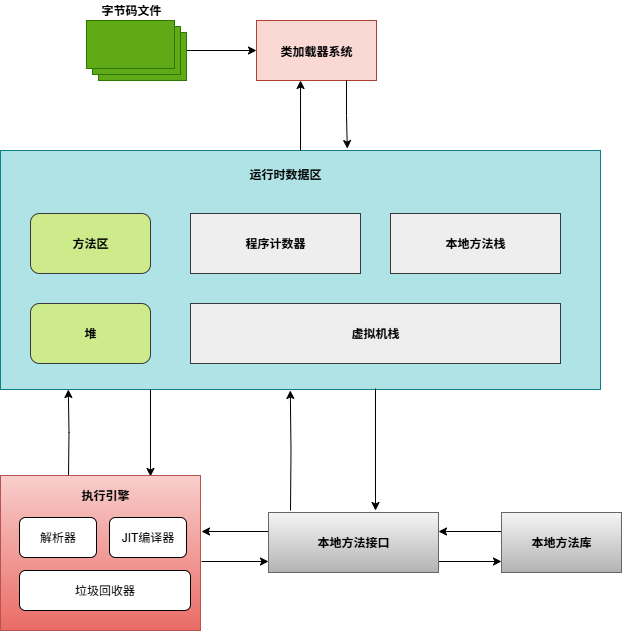 字节码文件
类加载器系统
运行时数据区
方法区
程序计数器
本地方法栈
堆
虚拟机栈
执行引擎
解析器
JIT编译器
垃圾回收器
本地方法接口
本地方法库